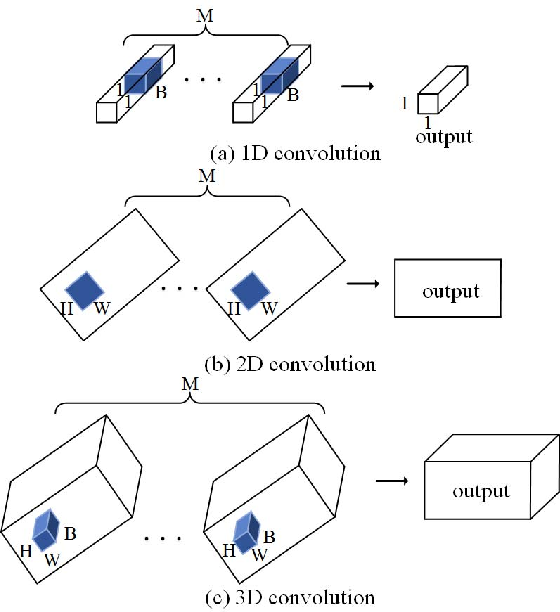 M
1 B 1 B
1 1
1
1
output
(a) 1D convolution
M
H W H W
output
(b) 2D convolution
M
H W B H W B
output
(c) 3D convolution